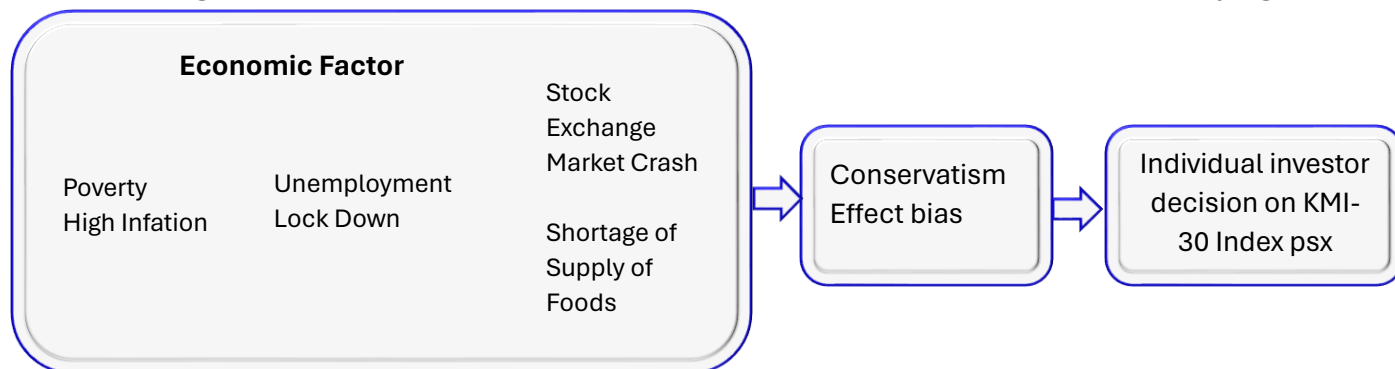 Economic Factor
Poverty
High Infation
Unemployment
Lock Down
Stock
Exchange
Market Crash
Shortage of
Supply of
Foods
Conservatism
Effect bias
Individual investor
decision on KMI-
30 Index psx